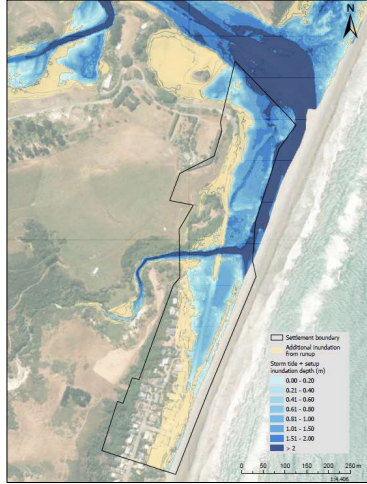 N
Settlement boundary
Additional inundation
from runup
Storm tide + setup
inundation depth (m)
0.00 - 0.20
0.21 - 0.40
0.41 - 0.60
0.61 - 0.80
0.81 - 1.00
1.01 - 1.50
1.51 - 2.00
> 2
0 50 100 150 200 250 m
1:4,406